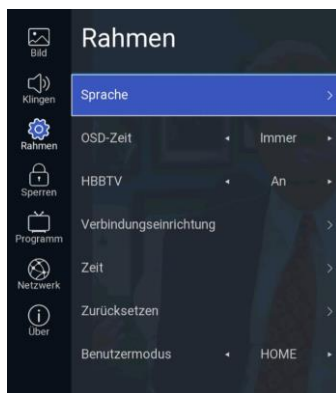 Bild
Klingen
Rahmen
Sperren
Programm
Netzwerk
Über
Rahmen
Sprache
OSD-Zeit Immer
HBBTV An
Verbindungseinrichtung
Zeit
Zurücksetzen
Benutzermodus HOME